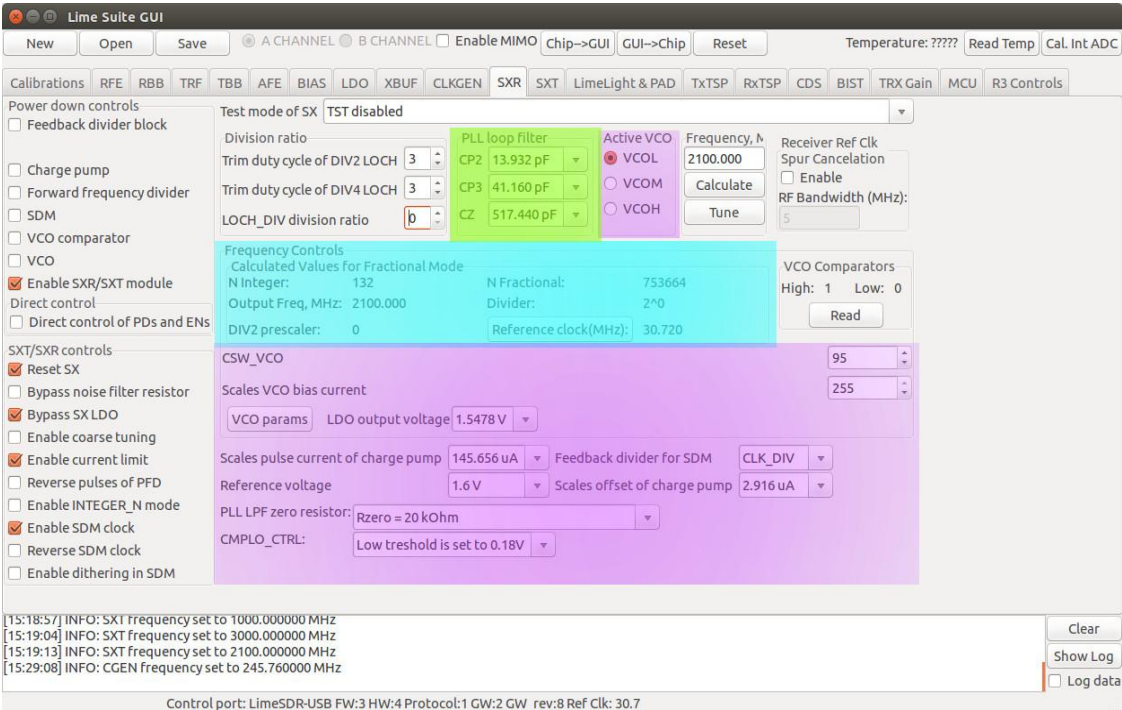 Lime Suite GUI
New Open Save A CHANNEL B CHANNEL Enable MIMO Chip-->GUI GUI-->Chip Reset Temperature: ????? Read Temp Cal. Int ADC
Calibrations RFE RBB TRF TBB AFE BIAS LDO XBUF CLKGEN SXR SXT LimeLight & PAD TxTSP RxTSP CDS BIST TRX Gain MCU R3 Controls
Power down controls
Feedback divider block
Charge pump
Forward frequency divider
SDM
VCO comparator
VCO
Enable SXR/SXT module
Direct control
Direct control of PDs and ENs
SXT/SXR controls
Reset SX
Bypass noise filter resistor
Bypass SX LDO
Enable coarse tuning
Enable current limit
Reverse pulses of PFD
Enable INTEGER_N mode
Enable SDM clock
Reverse SDM clock
Enable dithering in SDM
Test mode of SX TST disabled
Division ratio
Trim duty cycle of DIV2 LOCH 3
Trim duty cycle of DIV4 LOCH 3
LOCH_DIV division ratio 0
PLL loop filter
CP2 13.932 pF
CP3 41.160 pF
CZ 517.440 pF
Active VCO
VCOL
VCOM
VCOH
Frequency, M
2100.000
Calculate
Tune
Receiver Ref Clk
Spur Cancelation
Enable
RF Bandwidth (MHz):
5
Frequency Controls
Calculated Values for Fractional Mode
N Integer: 132 N Fractional: 753664
Output Freq, MHz: 2100.000 Divider: 2^0
DIV2 prescaler: 0 Reference clock(MHz): 30.720
VCO Comparators
High: 1 Low: 0
Read
CSW_VCO 95
Scales VCO bias current 255
VCO params LDO output voltage 1.5478 V
Scales pulse current of charge pump 145.656 uA Feedback divider for SDM CLK_DIV
Reference voltage 1.6 V Scales offset of charge pump 2.916 uA
PLL LPF zero resistor: Rzero = 20 kOhm
CMPLO_CTRL: Low treshold is set to 0.18V
[15:18:57] INFO: SXT frequency set to 1000.000000 MHz
[15:19:04] INFO: SXT frequency set to 3000.000000 MHz
[15:19:13] INFO: SXT frequency set to 2100.000000 MHz
[15:29:08] INFO: CGEN frequency set to 245.760000 MHz
Clear
Show Log
Log data
Control port: LimeSDR-USB FW:3 HW:4 Protocol:1 GW:2 GW_rev:8 Ref Clk: 30.7